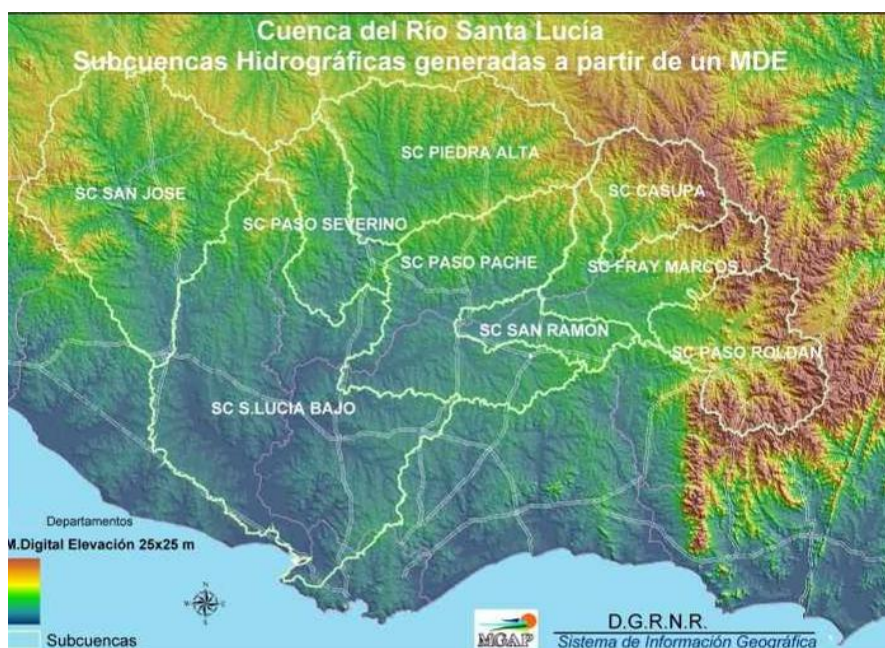 Cuenca del Río Santa Lucía
Subcuencas Hidrográficas generadas a partir de un MDE
SC PIEDRA ALTA
SC SAN JOSE
SC CASUPA
SC PASO SEVERINO
SC PASO PACHE
SC FRAY MARCOS
SC SAN RAMON
SC PASO ROLDAN
SC S.LUCIA BAJO
Departamentos
M.Digital Elevación 25x25 m
N
Subcuencas
MGAP
D.G.R.N.R.
Sistema de Información Geográfica